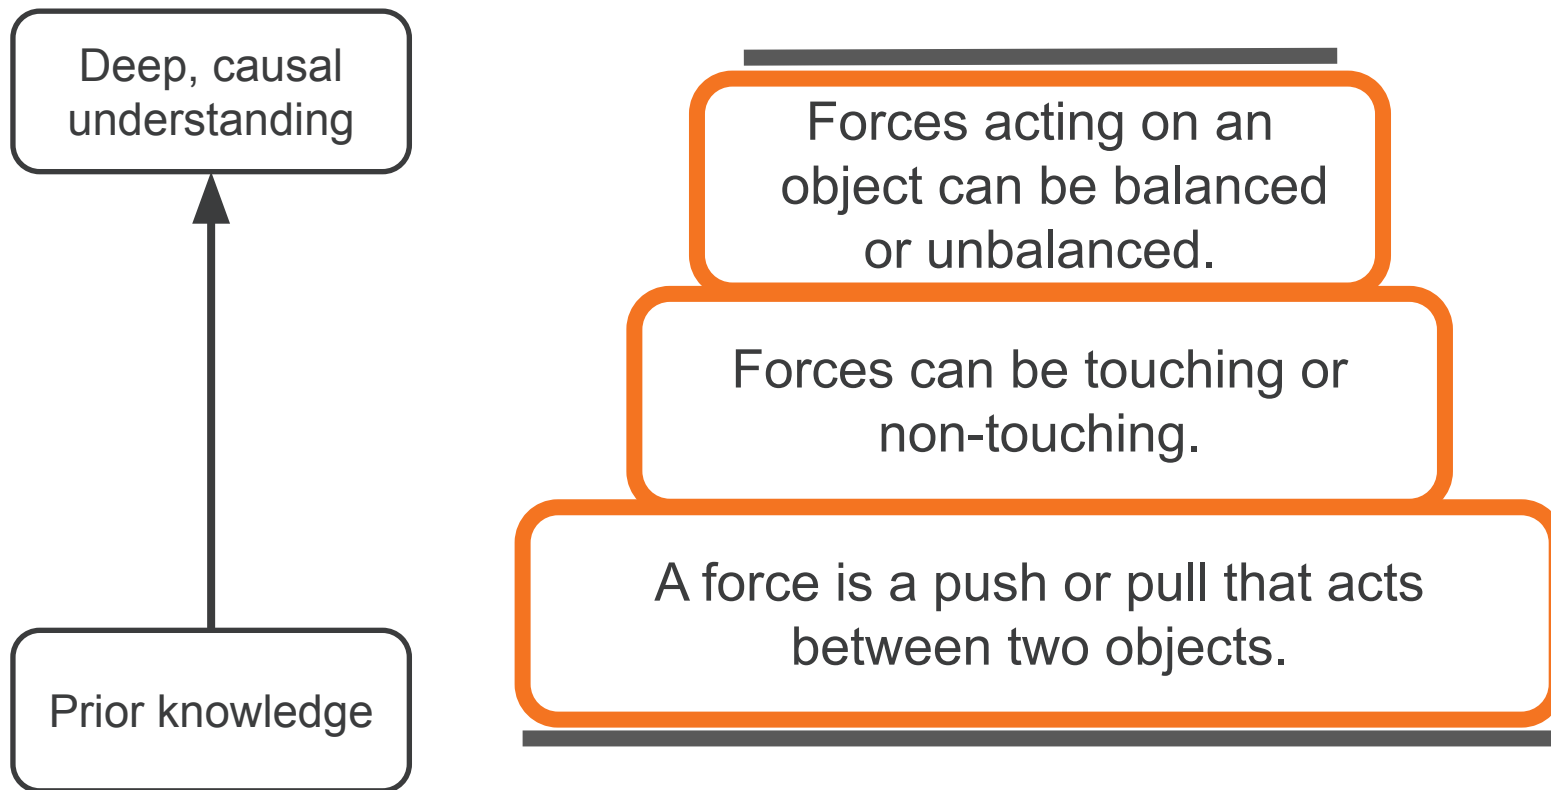 Deep, causal
understanding
Prior knowledge
Forces acting on an
object can be balanced
or unbalanced.
Forces can be touching or
non-touching.
A force is a push or pull that acts
between two objects.